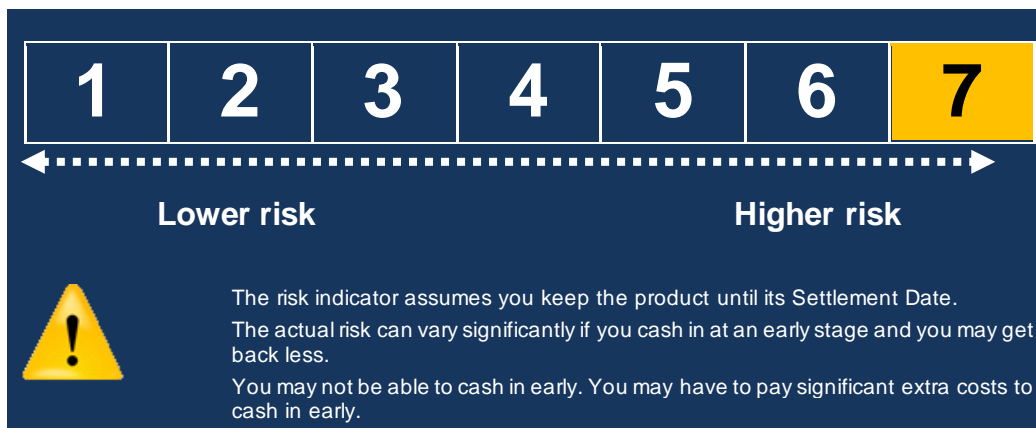 1 2 3 4 5 6 7
Lower risk Higher risk
The risk indicator assumes you keep the product until its Settlement Date.
The actual risk can vary significantly if you cash in at an early stage and you may get
back less.
You may not be able to cash in early. You may have to pay significant extra costs to
cash in early.